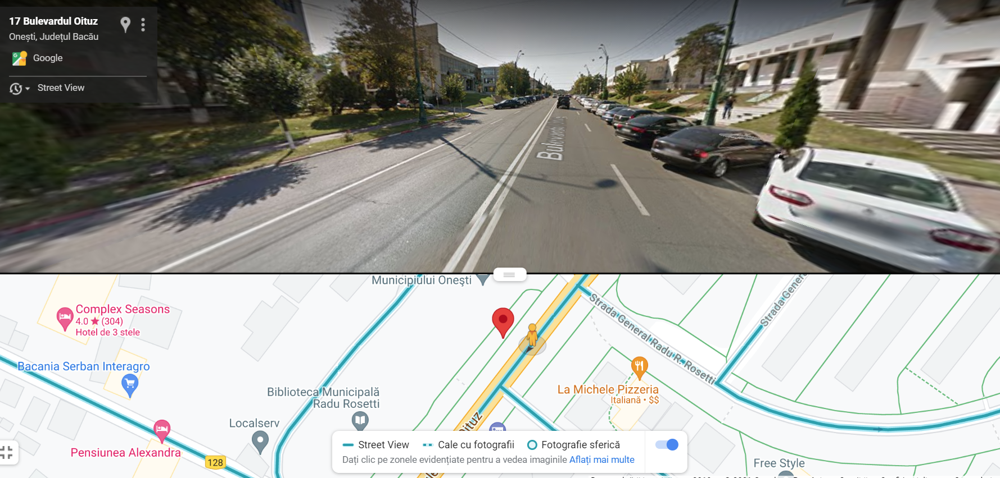 17 Bulevardul Oituz
Onești, Județul Bacău
Google
Street View
Bulevardul
Municipiului Oneşti
Complex Seasons
4.0 ★ (304)
Hotel de 3 stele
Bacania Serban Interagro
Biblioteca Municipală
Radu Rosetti
Localserv
Pensiunea Alexandra
128
Strada General Radu R. Rosetti
Strada Genera
La Michele Pizzeria
Italiană • $$
Oituz
Free Style
Street View
Cale cu fotografii
Fotografie sferică
Dați clic pe zonele evidențiate pentru a vedea imaginile Aflați mai multe